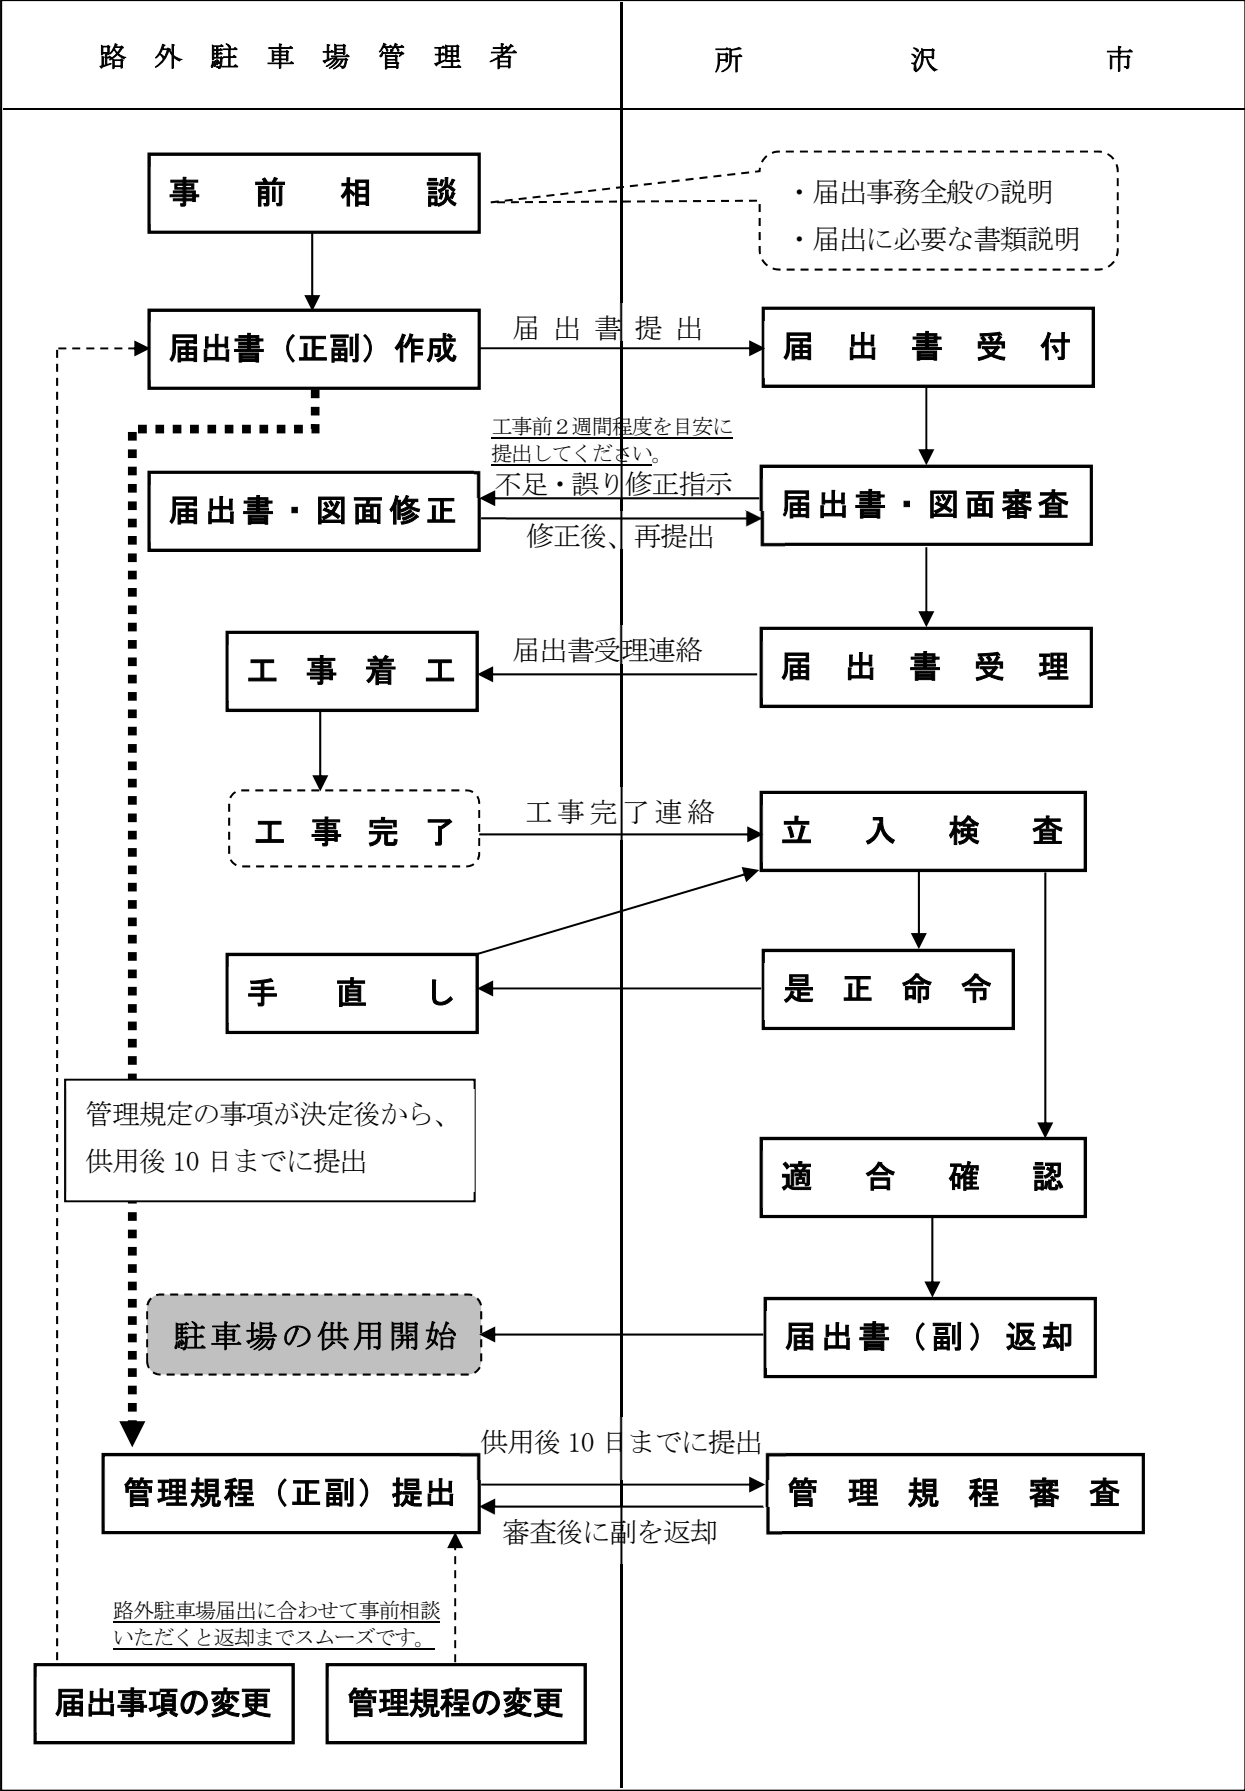 路外駐車場管理者
所沢市
事前相談
・届出事務全般の説明
・届出に必要な書類説明
届出書（正副）作成
届出書提出
届出書受付
工事前２週間程度を目安に
提出してください。
不足・誤り修正指示
届出書・図面修正
届出書・図面審査
修正後、再提出
届出書受理連絡
工事着工
届出書受理
工事完了
工事完了連絡
立入検査
手直し
是正命令
管理規定の事項が決定後から、
供用後 10 日までに提出
適合確認
駐車場の供用開始
届出書（副）返却
供用後 10 日までに提出
管理規程（正副）提出
管理規程審査
審査後に副を返却
路外駐車場届出に合わせて事前相談
いただくと返却までスムーズです。
届出事項の変更
管理規程の変更